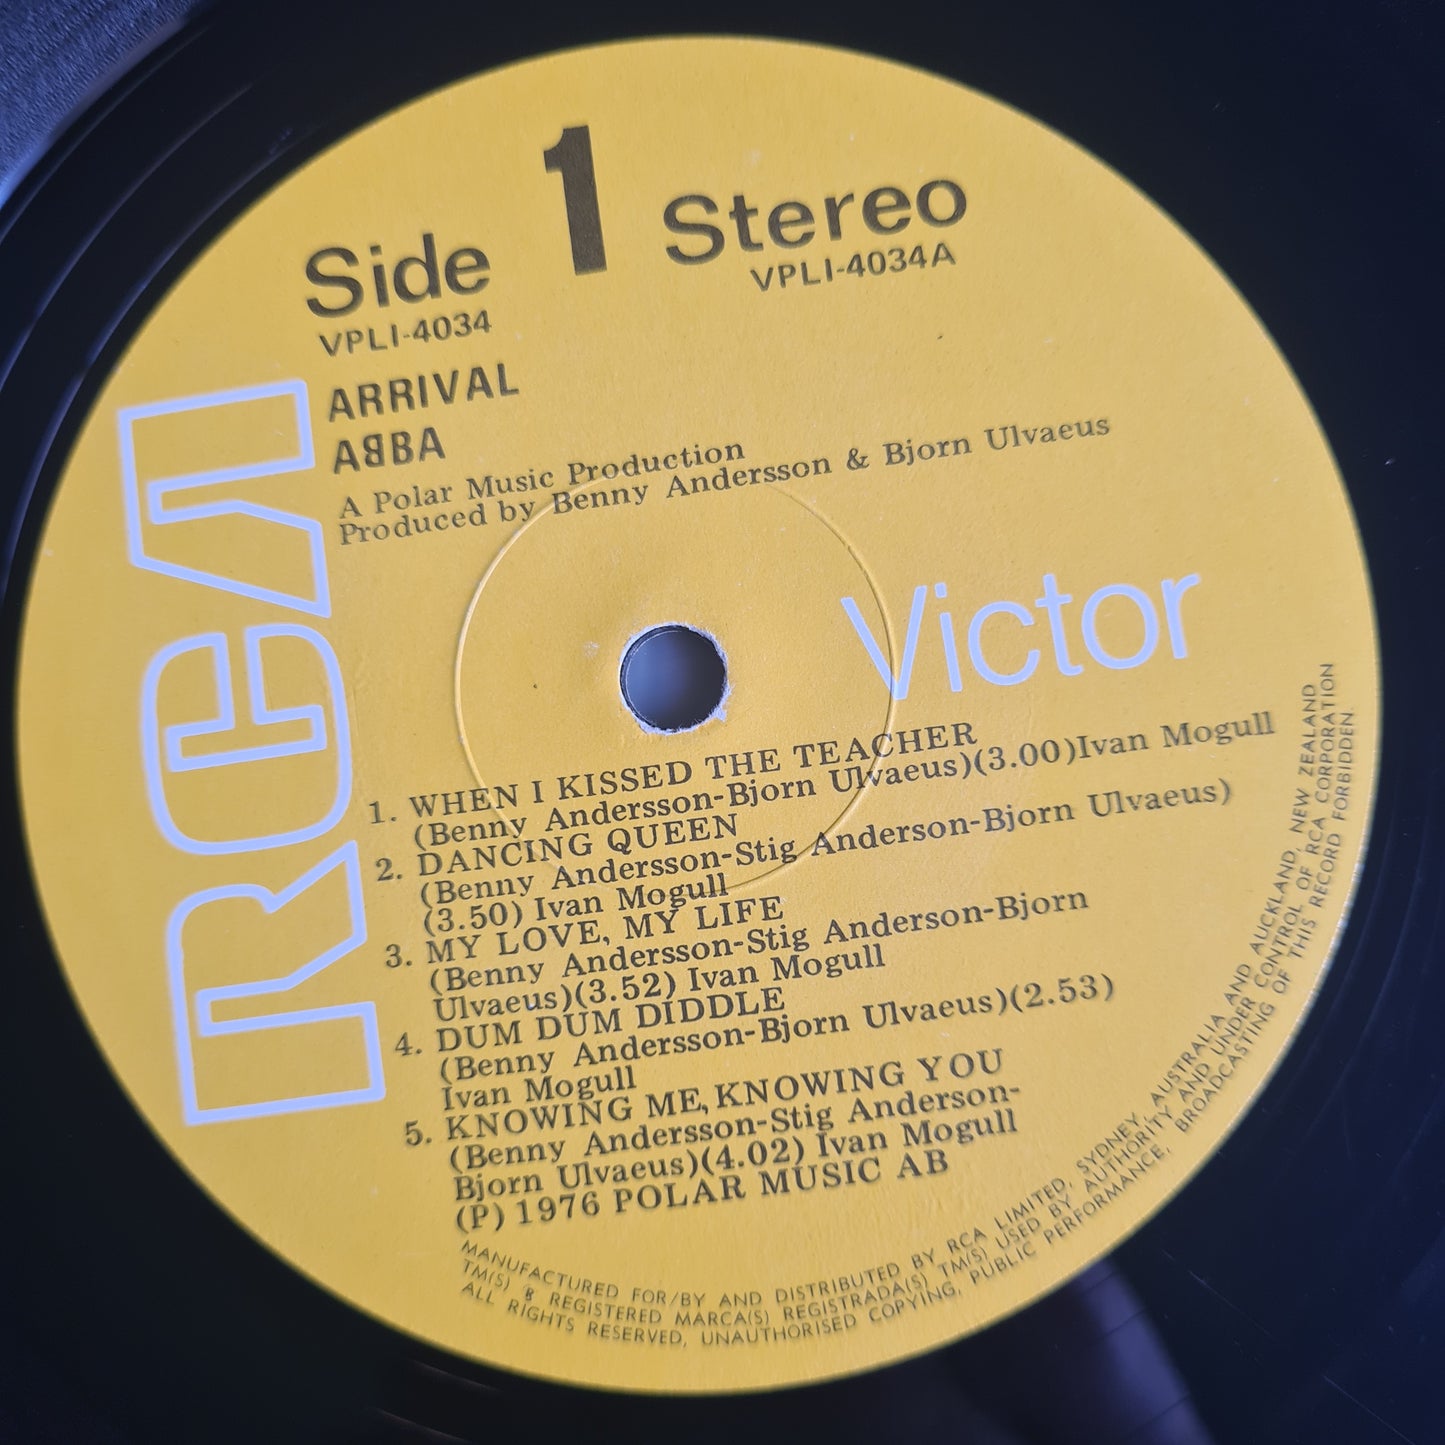 Side 1 Stereo
VPLI-4034 VPLI-4034A
ARRIVAL
ABBA
A Polar Music Production
Produced by Benny Andersson & Bjorn Ulvaeus
RCA
Victor
1. WHEN I KISSED THE TEACHER
(Benny Andersson-Bjorn Ulvaeus)(3.00)Ivan Mogull
2. DANCING QUEEN
(Benny Andersson-Stig Anderson-Bjorn Ulvaeus)
(3.50) Ivan Mogull
3. MY LOVE, MY LIFE
(Benny Andersson-Stig Anderson-Bjorn
Ulvaeus)(3.52) Ivan Mogull
4. DUM DUM DIDDLE
(Benny Andersson-Bjorn Ulvaeus)(2.53)
Ivan Mogull
5. KNOWING ME, KNOWING YOU
(Benny Andersson-Stig Anderson-
Bjorn Ulvaeus)(4.02) Ivan Mogull
(P) 1976 POLAR MUSIC AB
MANUFACTURED FOR/BY AND DISTRIBUTED BY RCA LIMITED, SYDNEY, AUSTRALIA AND AUCKLAND, NEW ZEALAND
TM(S) ® REGISTERED MARCA(S) REGISTRADA(S) TM(S) USED BY AUTHORITY AND UNDER CONTROL OF RCA CORPORATION
ALL RIGHTS RESERVED, UNAUTHORISED COPYING, PUBLIC PERFORMANCE, BROADCASTING OF THIS RECORD FORBIDDEN.